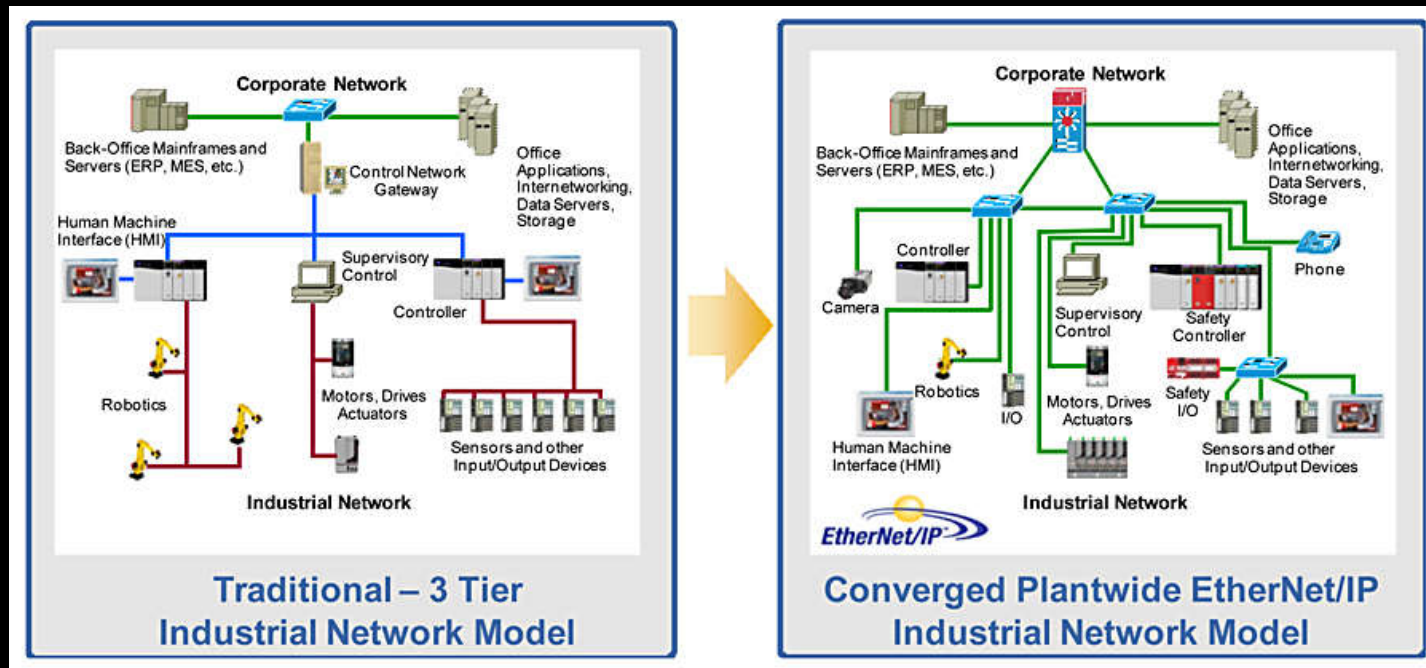 Corporate Network
Back-Office Mainframes and
Servers (ERP, MES, etc.)
Control Network
Gateway
Office
Applications,
Internetworking,
Data Servers,
Storage
Human Machine
Interface (HMI)
Supervisory
Control
Controller
Robotics
Motors, Drives
Actuators
Sensors and other
Input/Output Devices
Industrial Network
Traditional – 3 Tier
Industrial Network Model
Corporate Network
Back-Office Mainframes and
Servers (ERP, MES, etc.)
Office
Applications,
Internetworking,
Data Servers,
Storage
Controller
Camera
Phone
Supervisory
Control
Safety
Controller
Robotics
I/O
Motors, Drives
Actuators
Safety
I/O
Human Machine
Interface (HMI)
Sensors and other
Input/Output Devices
Industrial Network
EtherNet/IP
Converged Plantwide EtherNet/IP
Industrial Network Model